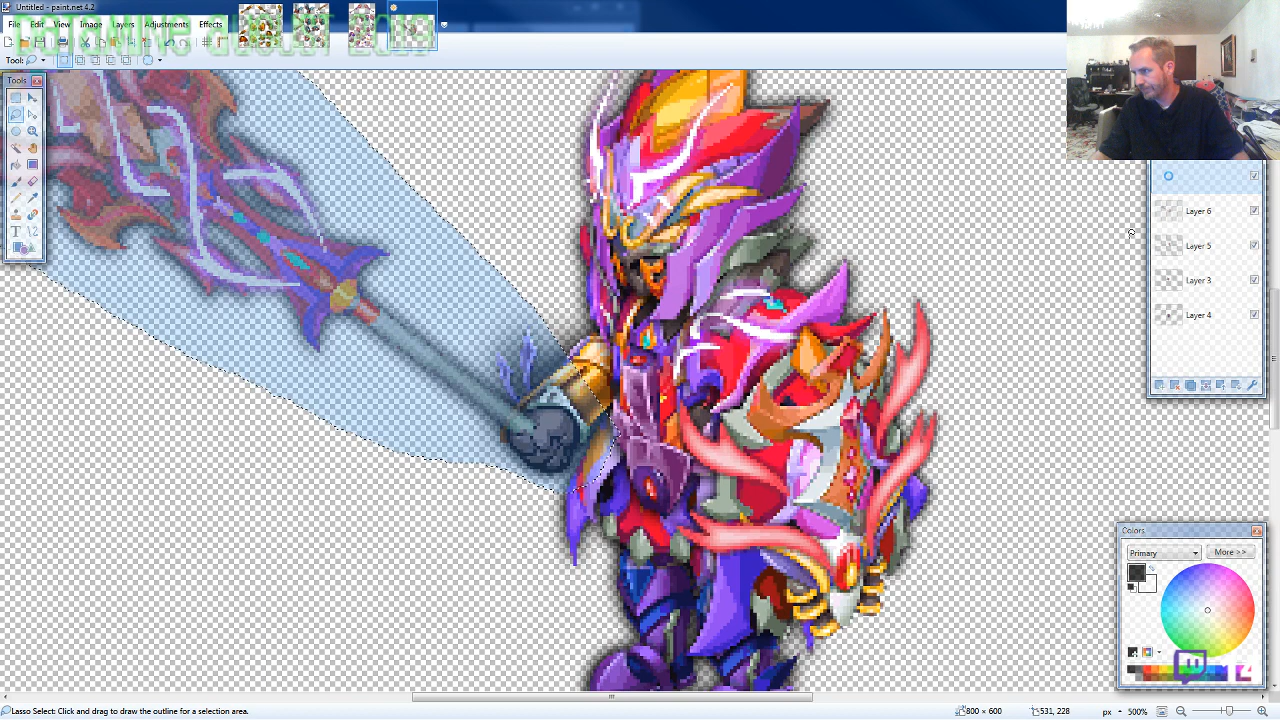 Untitled - paint.net 4.2
File Edit View Image Layers Adjustments Effects
Tool:
Tools
Layer 6
Layer 5
Layer 3
Layer 4
Colors
Primary
More >>
Lasso Select: Click and drag to draw the outline for a selection area.
800 × 600
531, 228
px
500%